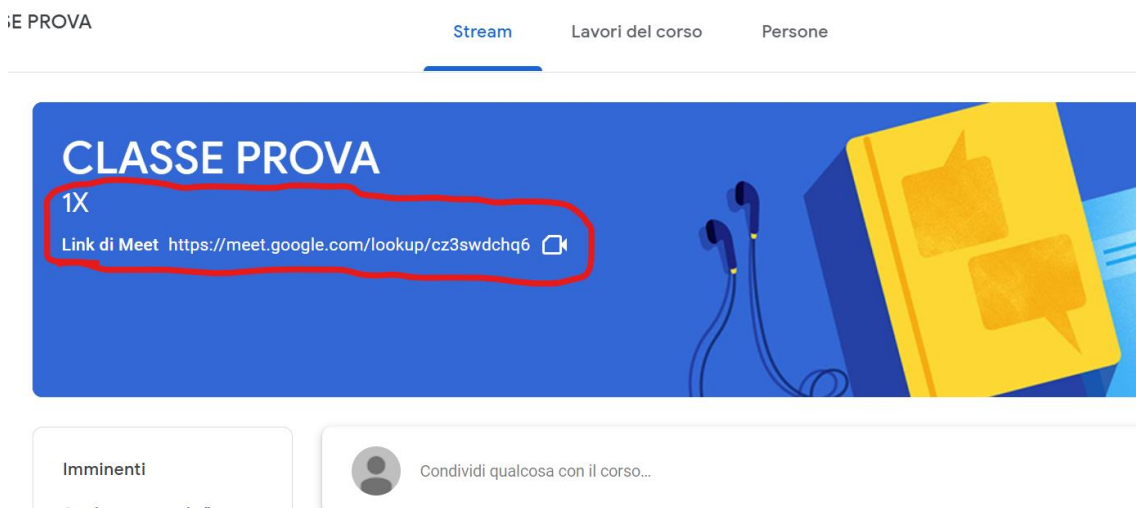 SE PROVA
Stream Lavori del corso Persone
CLASSE PROVA
1X
Link di Meet https://meet.google.com/lookup/cz3swdchq6
Imminenti
Condividi qualcosa con il corso...